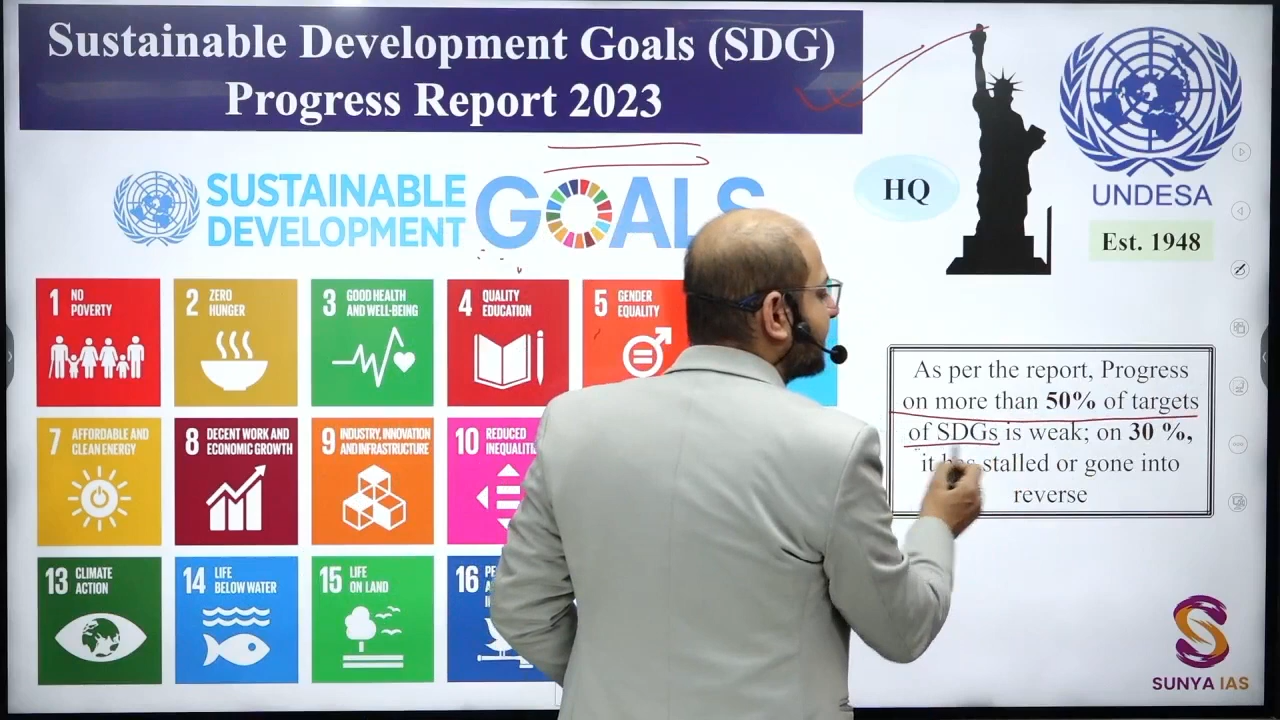 Sustainable Development Goals (SDG)
Progress Report 2023
SUSTAINABLE
DEVELOPMENT
GOALS
HQ
UNDESA
Est. 1948
1 NO
POVERTY
2 ZERO
HUNGER
3 GOOD HEALTH
AND WELL-BEING
4 QUALITY
EDUCATION
5 GENDER
EQUALITY
7 AFFORDABLE AND
CLEAN ENERGY
8 DECENT WORK AND
ECONOMIC GROWTH
9 INDUSTRY, INNOVATION
AND INFRASTRUCTURE
10 REDUCED
13 CLIMATE
ACTION
14 LIFE
BELOW WATER
15 LIFE
ON LAND
16
As per the report, Progress
on more than 50% of targets
of SDGs is weak; on 30 %,
it has stalled or gone into
reverse
SUNYA IAS